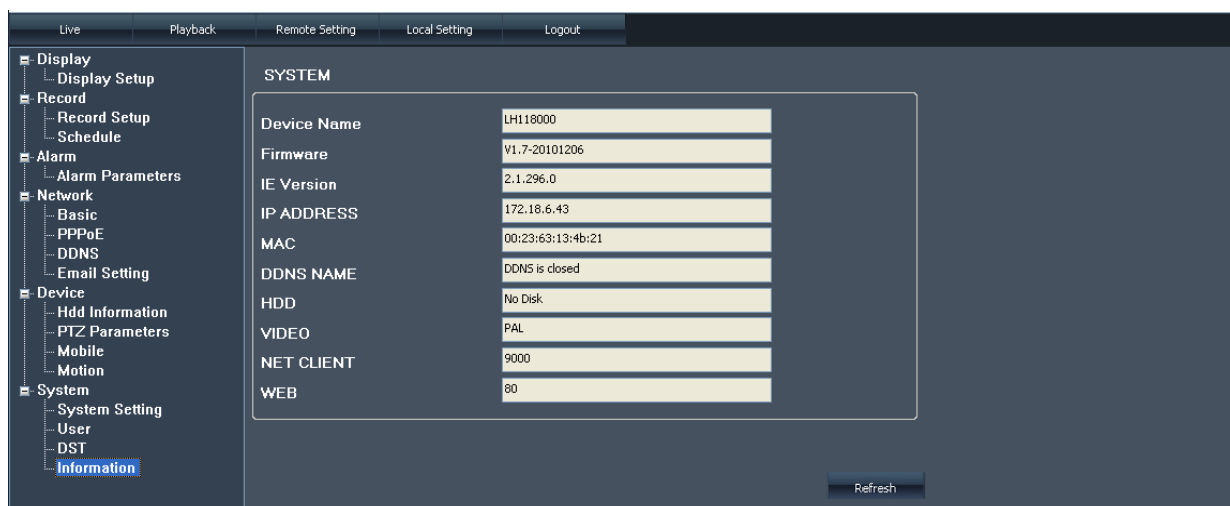 Live Playback Remote Setting Local Setting Logout
Display
Display Setup
Record
Record Setup
Schedule
Alarm
Alarm Parameters
Network
Basic
PPPoE
DDNS
Email Setting
Device
Hdd Information
PTZ Parameters
Mobile
Motion
System
System Setting
User
DST
Information
SYSTEM
Device Name LH118000
Firmware V1.7-20101206
IE Version 2.1.296.0
IP ADDRESS 172.18.6.43
MAC 00:23:63:13:4b:21
DDNS NAME DDNS is closed
HDD No Disk
VIDEO PAL
NET CLIENT 9000
WEB 80
Refresh